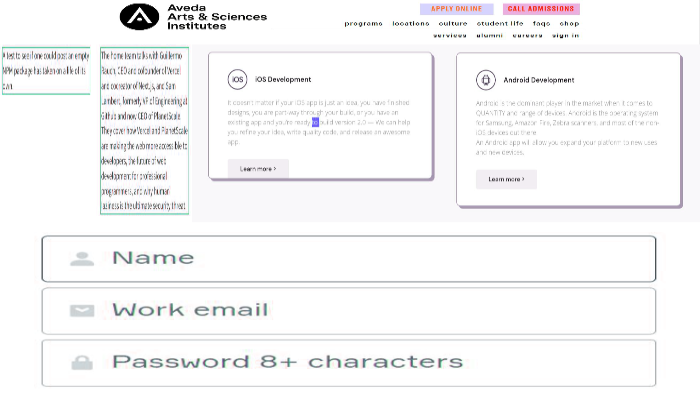 Aveda
Arts & Sciences
Institutes
APPLY ONLINE
CALL ADMISSIONS
programs locations culture student life faqs shop
services alumni careers sign in
A test to see if one could post an empty
NPM package has taken on a life of its
own.
The home team talks with Guillermo
Rauch, CEO and cofounder of Vercel
and cocreator of Next.js, and Sam
Lambert, formerly VP of Engineering at
Github and now CEO of PlanetScale.
They cover how Vercel and PlanetScale
are making the web more accessible to
developers, the future of web
development for professional
programmers, and why human
laziness is the ultimate security threat
iOS
iOS Development
It doesnt matter if your iOS app is just an idea, you have finished
designs, you are part-way through your build, or you have an
existing app and you're ready to build version 2.0 — We can help
you refine your idea, write quality code, and release an awesome
app.
Learn more >
Android Development
Android is the dominant player in the market when it comes to
QUANTITY and range of devices. Android is the operating system
for Samsung, Amazon Fire, Zebra scanners, and most of the non-
iOS devices out there
An Android app will allow you expand your platform to new uses
and new devices.
Learn more >
Name
Work email
Password 8+ characters